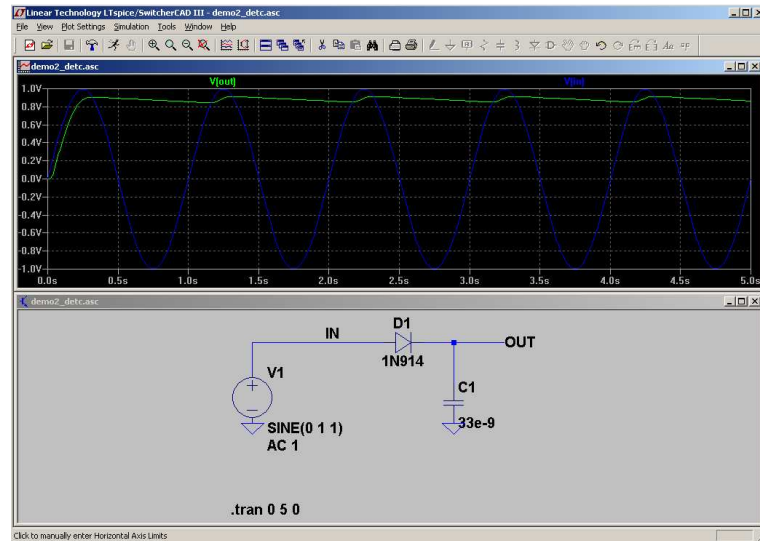 Linear Technology LTspice/SwitcherCAD III - demo2_detc.asc
File View Plot Settings Simulation Tools Window Help
demo2_detc.asc
V(out) V(in)
1.0V
0.8V
0.6V
0.4V
0.2V
0.0V
-0.2V
-0.4V
-0.6V
-0.8V
-1.0V
0.0s 0.5s 1.0s 1.5s 2.0s 2.5s 3.0s 3.5s 4.0s 4.5s 5.0s
demo2_detc.asc
D1
IN
OUT
1N914
V1
C1
33e-9
SINE(0 1 1)
AC 1
.tran 0 5 0
Click to manually enter Horizontal Axis Limits